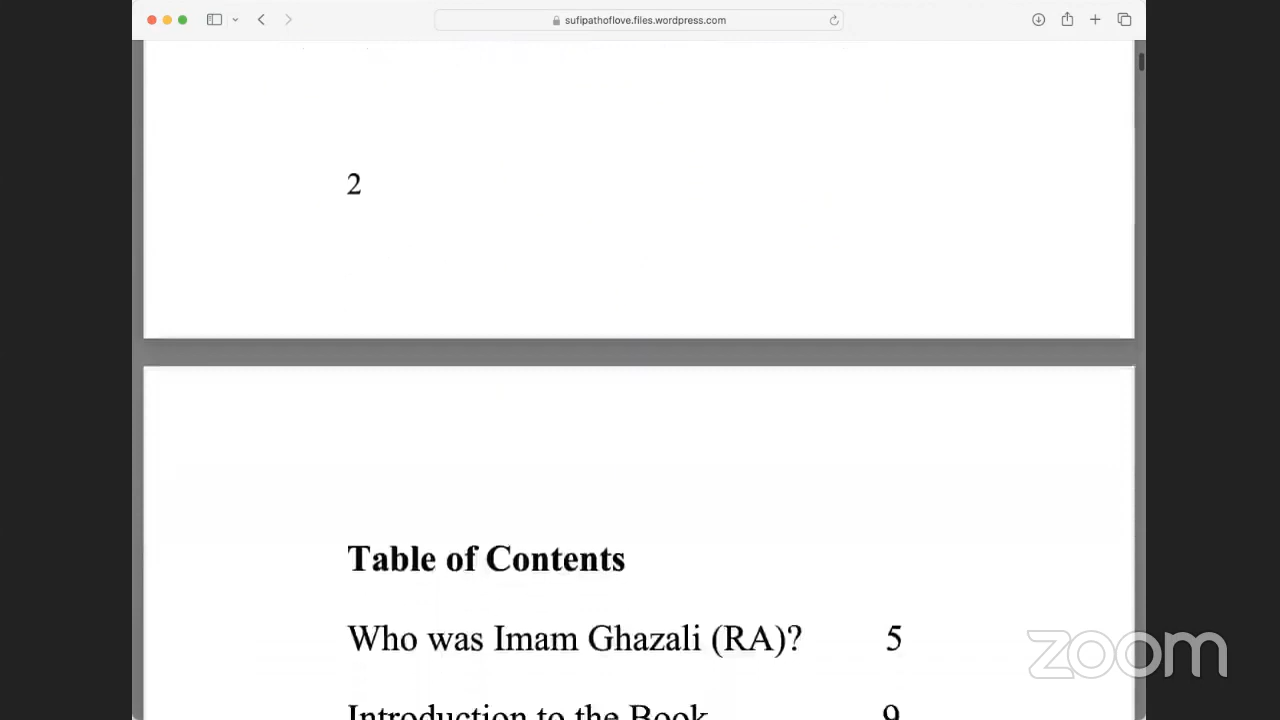 sufipathoflove.files.wordpress.com
2
Table of Contents
Who was Imam Ghazali (RA)? 5
Introduction to the Book 9
zoom